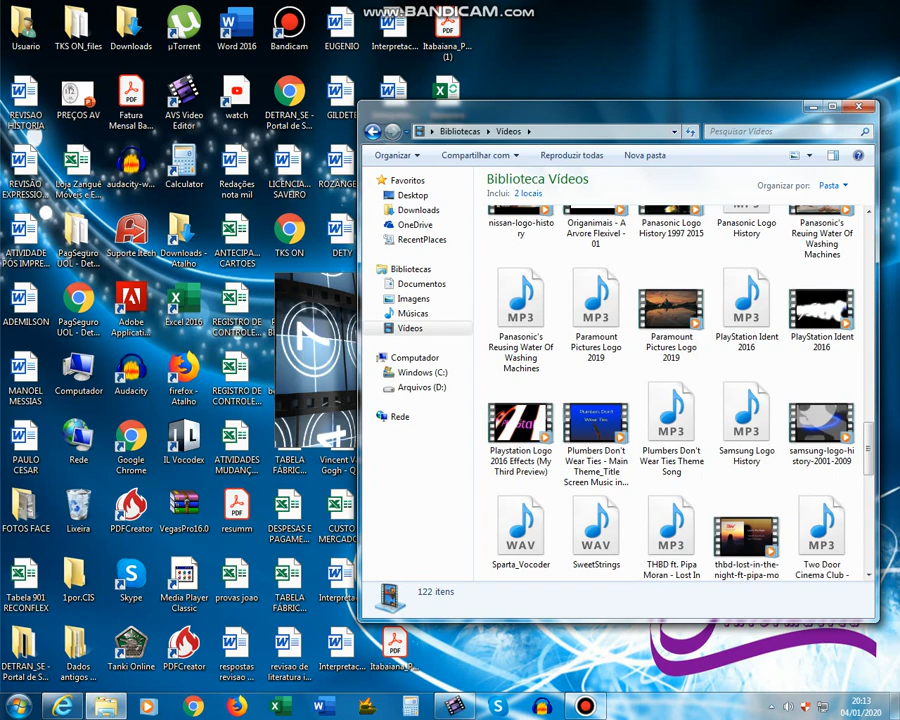 www.BANDICAM.com
Usuario
TKS ON_files
Downloads
µTorrent
Word 2016
Bandicam
EUGENIO
Interpretac...
Itabaiana_P...
(1)
REVISAO
HISTORIA
PREÇOS AV
Fatura
Mensal Ba...
AVS Video
Editor
watch
DETRAN_SE
- Portal de S...
GILDETE
REVISÃO
EXPRESSIO...
Loja Zangue
Moveis e E...
audacity-w...
Calculator
Redações
nota mil
LICENCIA...
SAVEIRO
ROZÂNGE
ATIVIDADE
PÓS IMPRE...
PagSeguro
UOL - Det...
Suporte Itech
Downloads -
Atalho
ANTECIPA...
CARTOES
TKS ON
DETY
ADEMILSON
PagSeguro
UOL - Det...
Adobe
Applicati...
Excel 2016
REGISTRO DE
CONTROLE...
MANOEL
MESSIAS
Computador
Audacity
firefox -
Atalho
REGISTRO DE
CONTROLE...
PAULO
CESAR
Rede
Google
Chrome
IL Vocodex
ATIVIDADES
MUDANÇ...
TABELA
FÁBRIC...
Vincent V
Gogh - Q
FOTOS FACE
Lixeira
PDFCreator
VegasPro16.0
resumm
DESPESAS E
PAGAME...
CUSTO
MERCADO
Tabela 901
RECONFLEX
1por.CIS
Skype
Media Player
Classic
provas joao
TABELA
FÁBRIC...
Interpreta
DETRAN_SE -
Portal de S...
Dados
antigos ...
Tanki Online
PDFCreator
respostas
revisao ...
revisao de
literatura i...
Interpretac...
Itabaiana_P...
Bibliotecas
Vídeos
Pesquisar Vídeos
Organizar
Compartilhar com
Reproduzir todas
Nova pasta
Favoritos
Desktop
Downloads
OneDrive
RecentPlaces
Bibliotecas
Documentos
Imagens
Músicas
Vídeos
Computador
Windows (C:)
Arquivos (D:)
Rede
Biblioteca Vídeos
Inclui: 2 locais
Organizar por: Pasta
nissan-logo-histo
ry
Origanimais - A
Arvore Flexivel -
01
Panasonic Logo
History 1997 2015
Panasonic Logo
History
Panasonic's
Reuing Water Of
Washing
Machines
MP3
Panasonic's
Reusing Water Of
Washing
Machines
MP3
Paramount
Pictures Logo
2019
Paramount
Pictures Logo
2019
MP3
PlayStation Ident
2016
PlayStation Ident
2016
Playstation Logo
2016 Effects (My
Third Preview)
Plumbers Don't
Wear Ties - Main
Theme_Title
Screen Music in...
MP3
Plumbers Don't
Wear Ties Theme
Song
MP3
Samsung Logo
History
samsung-logo-hi
story-2001-2009
WAV
Sparta_Vocoder
WAV
SweetStrings
MP3
THBD ft. Pipa
Moran - Lost In
thbd-lost-in-the-
night-ft-pipa-mo
MP3
Two Door
Cinema Club -
122 itens
20:13
04/01/2020